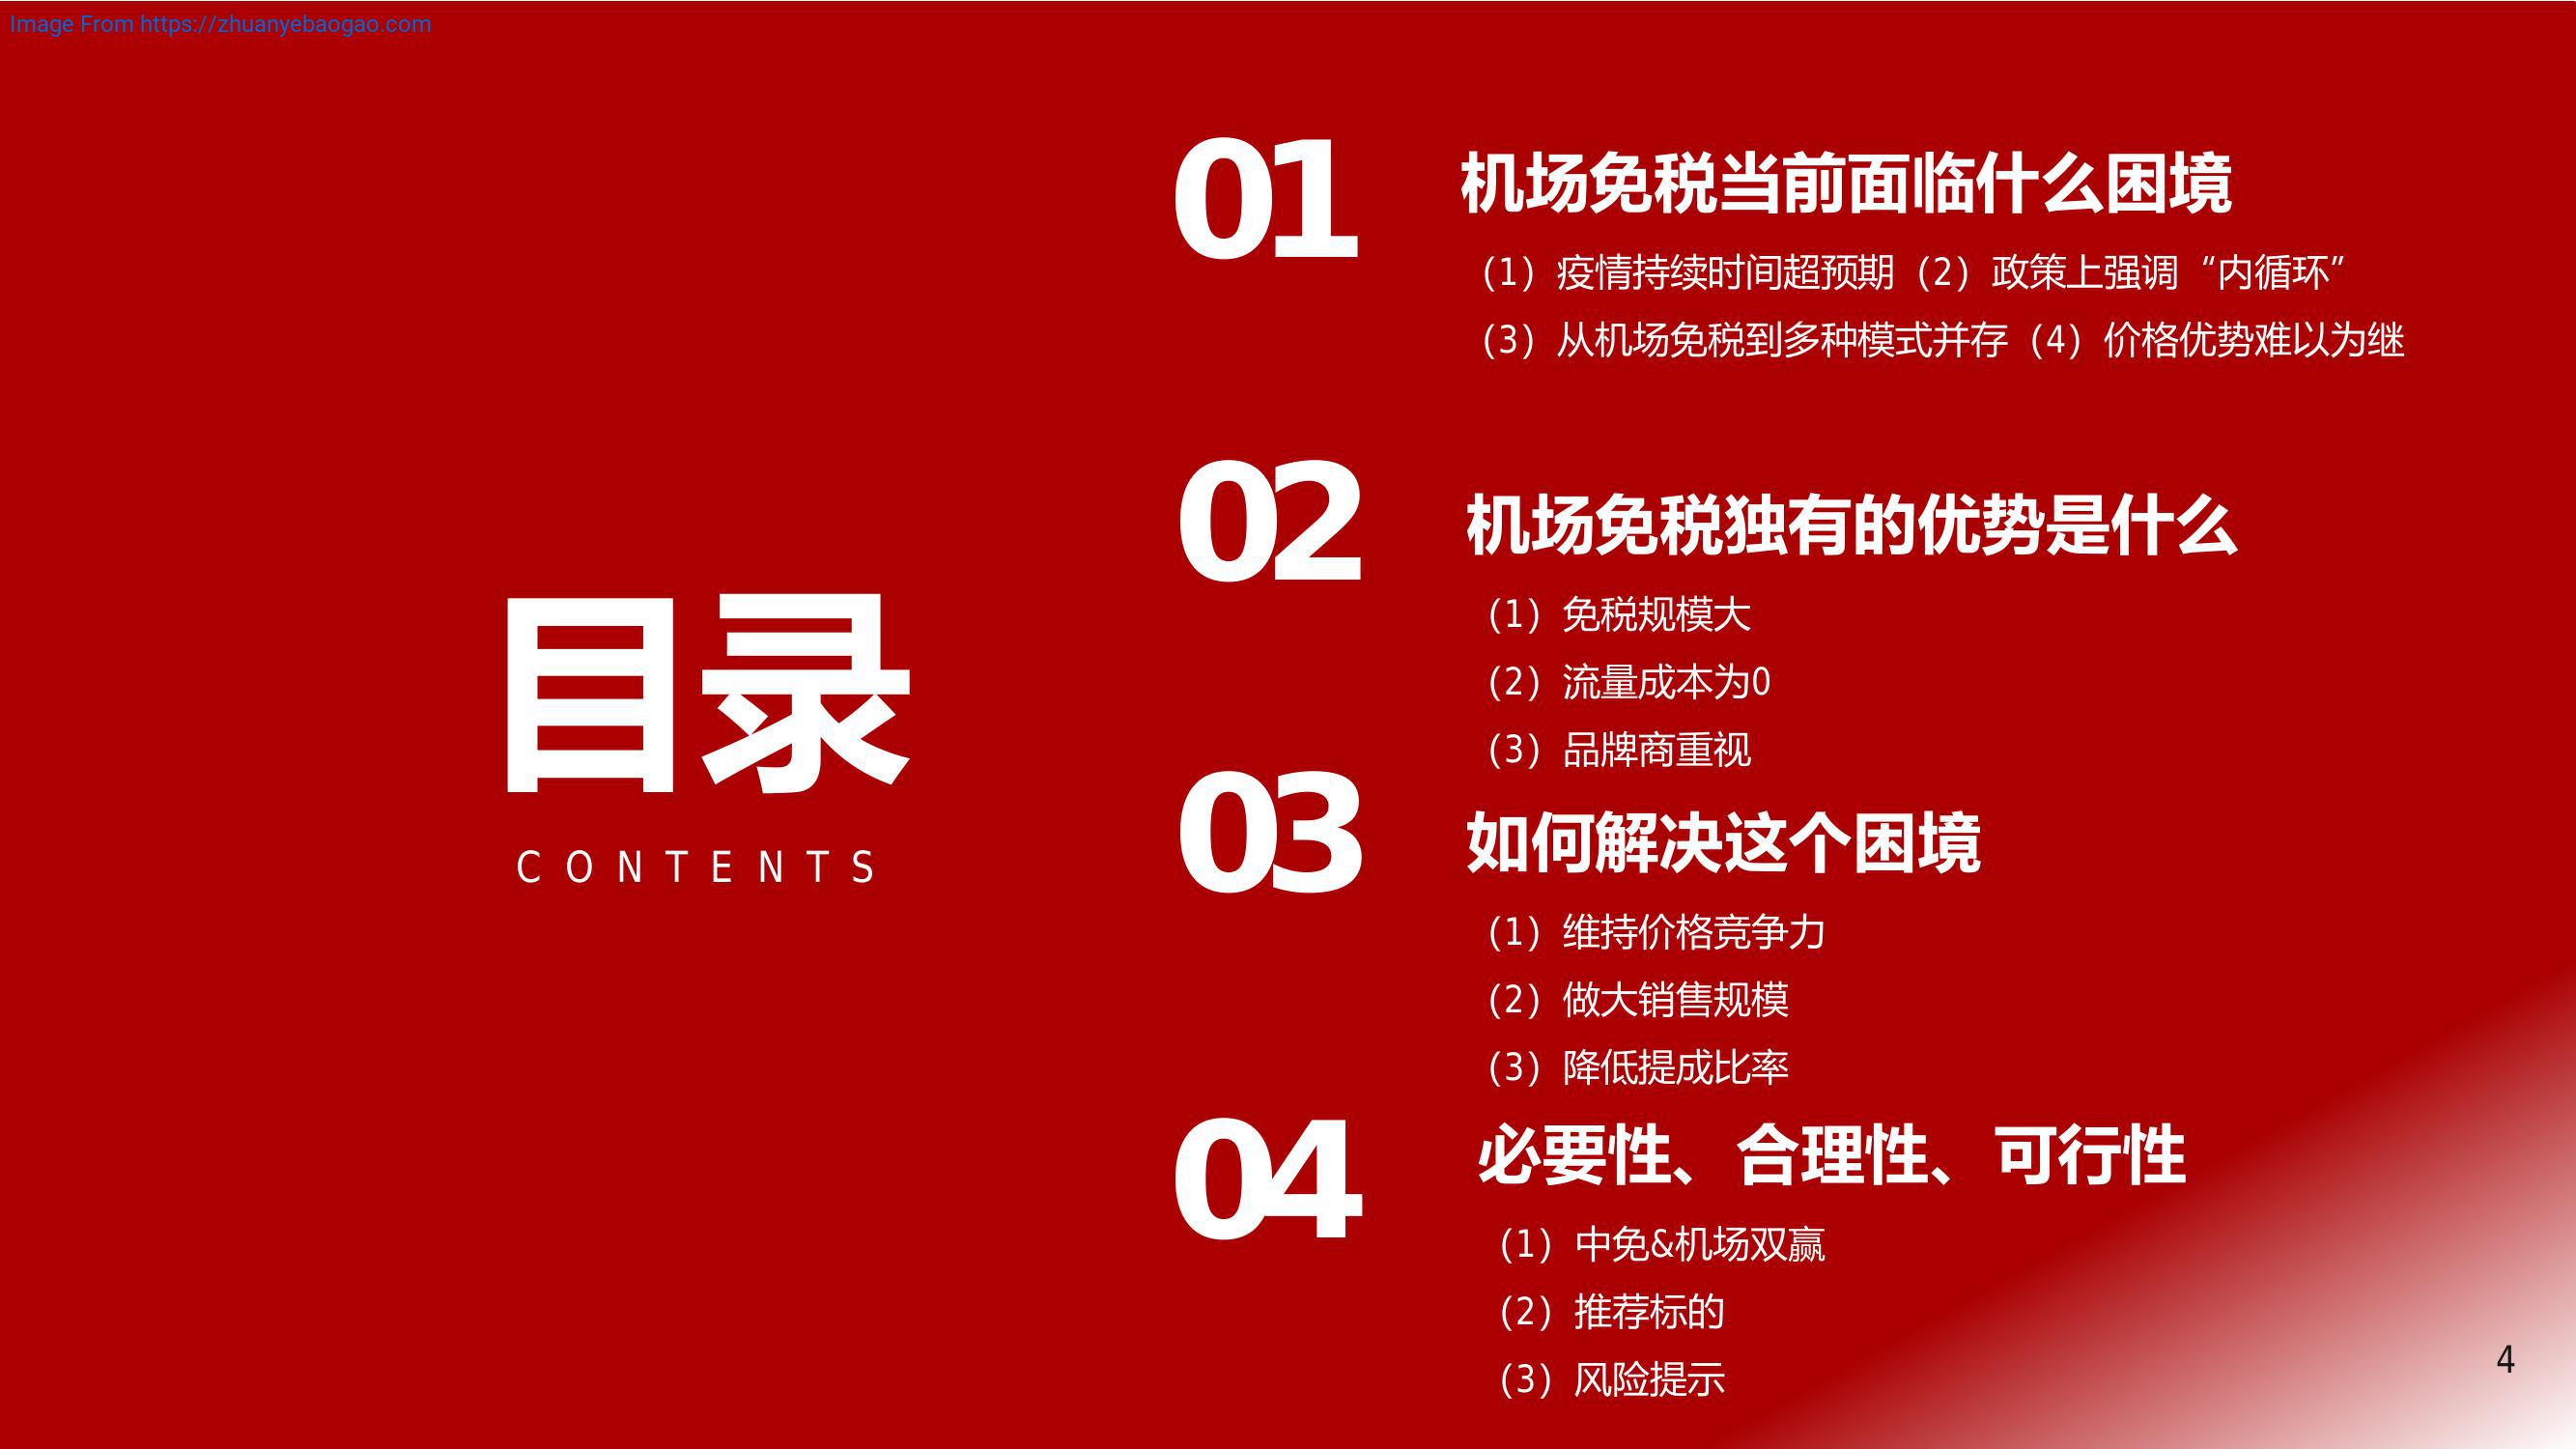 Image From https://zhuanyebaogao.com
目录
CONTENTS
01
机场免税当前面临什么困境
（1）疫情持续时间超预期（2）政策上强调“内循环”
（3）从机场免税到多种模式并存（4）价格优势难以为继
02
机场免税独有的优势是什么
（1）免税规模大
（2）流量成本为0
（3）品牌商重视
03
如何解决这个困境
（1）维持价格竞争力
（2）做大销售规模
（3）降低提成比率
04
必要性、合理性、可行性
（1）中免&机场双赢
（2）推荐标的
（3）风险提示
4